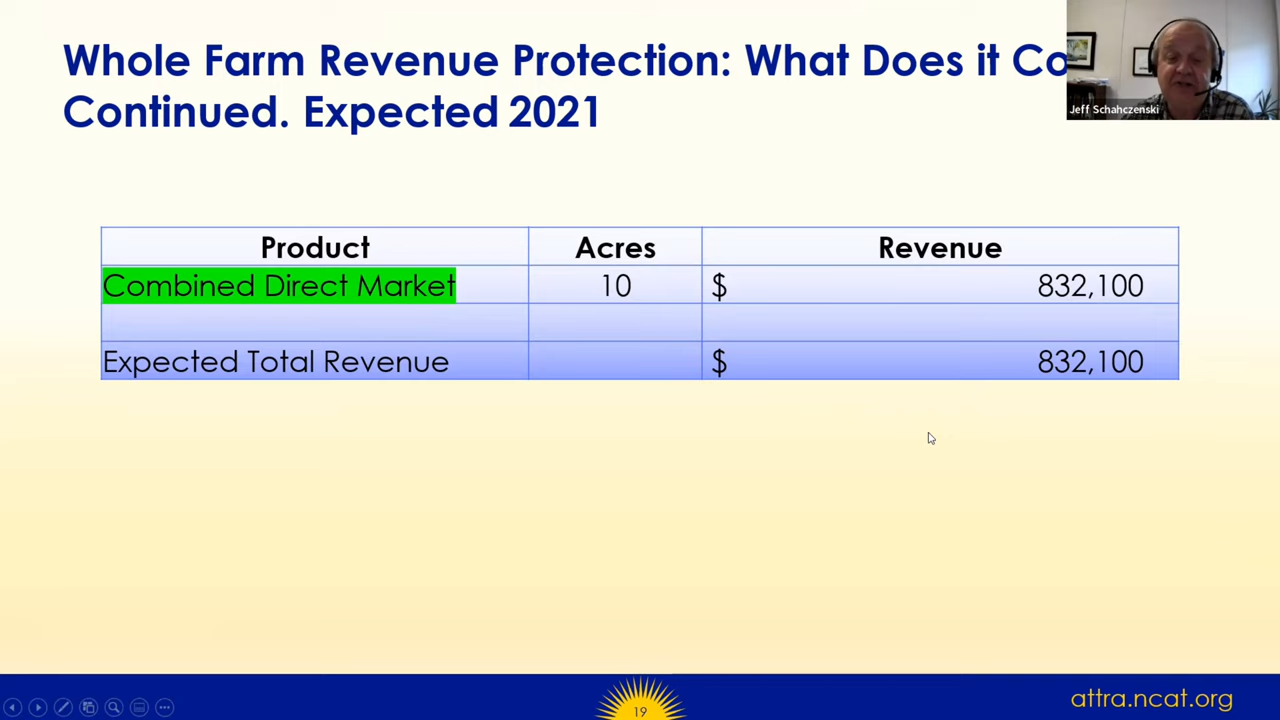 Whole Farm Revenue Protection: What Does it Co
Continued. Expected 2021
Jeff Schahczenski
Product Acres Revenue
Combined Direct Market 10 $ 832,100
Expected Total Revenue $ 832,100
19
attra.ncat.org